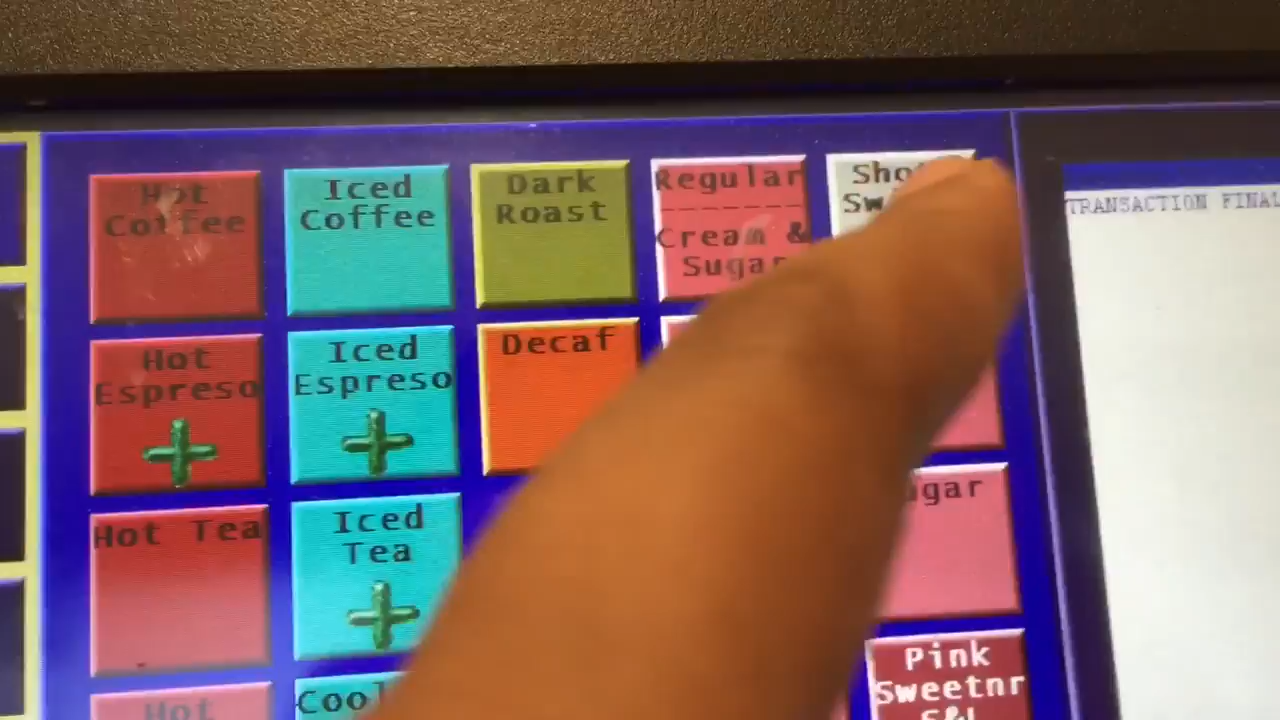 Hot
Coffee
Iced
Coffee
Dark
Roast
Regular
Cream &
Sugar
TRANSACTION FINAL
Hot
Espreso
Iced
Espreso
Decaf
Hot Tea
Iced
Tea
Pink
Sweetnr
Hot